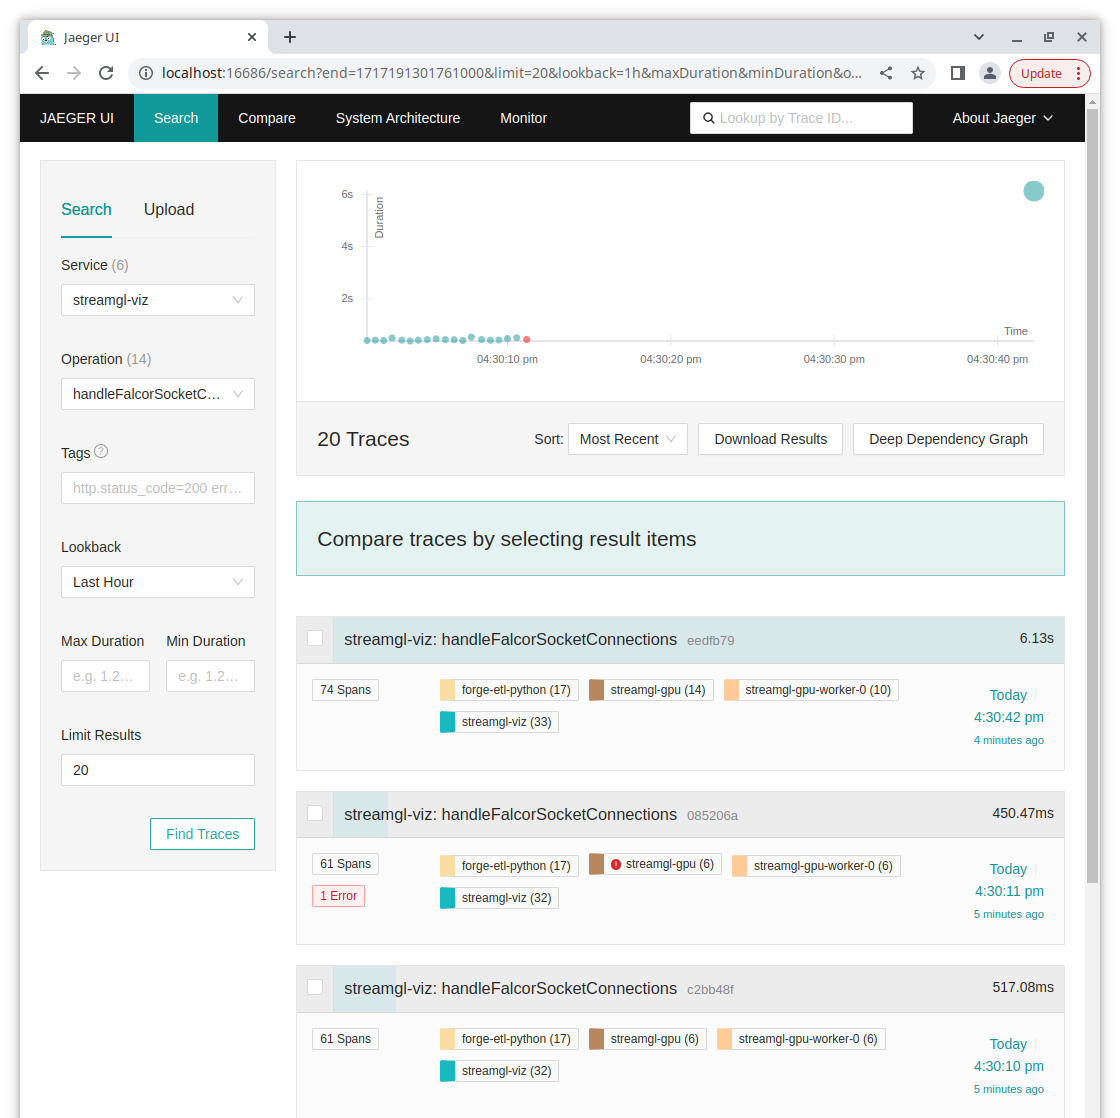 Jaeger UI
localhost:16686/search?end=1717191301761000&limit=20&lookback=1h&maxDuration&minDuration&o...
Update
JAEGER UI Search Compare System Architecture Monitor Lookup by Trace ID... About Jaeger
Search Upload
Service (6)
streamgl-viz
Operation (14)
handleFalcorSocketC...
Tags ?
http.status_code=200 err...
Lookback
Last Hour
Max Duration Min Duration
e.g. 1.2... e.g. 1.2...
Limit Results
20
Find Traces
Duration
6s
4s
2s
Time
04:30:10 pm 04:30:20 pm 04:30:30 pm 04:30:40 pm
20 Traces Sort: Most Recent Download Results Deep Dependency Graph
Compare traces by selecting result items
streamgl-viz: handleFalcorSocketConnections eedfb79 6.13s
74 Spans forge-etl-python (17) streamgl-gpu (14) streamgl-gpu-worker-0 (10)
streamgl-viz (33)
Today
4:30:42 pm
4 minutes ago
streamgl-viz: handleFalcorSocketConnections 085206a 450.47ms
61 Spans forge-etl-python (17) streamgl-gpu (6) streamgl-gpu-worker-0 (6)
1 Error streamgl-viz (32)
Today
4:30:11 pm
5 minutes ago
streamgl-viz: handleFalcorSocketConnections c2bb48f 517.08ms
61 Spans forge-etl-python (17) streamgl-gpu (6) streamgl-gpu-worker-0 (6)
streamgl-viz (32)
Today
4:30:10 pm
5 minutes ago